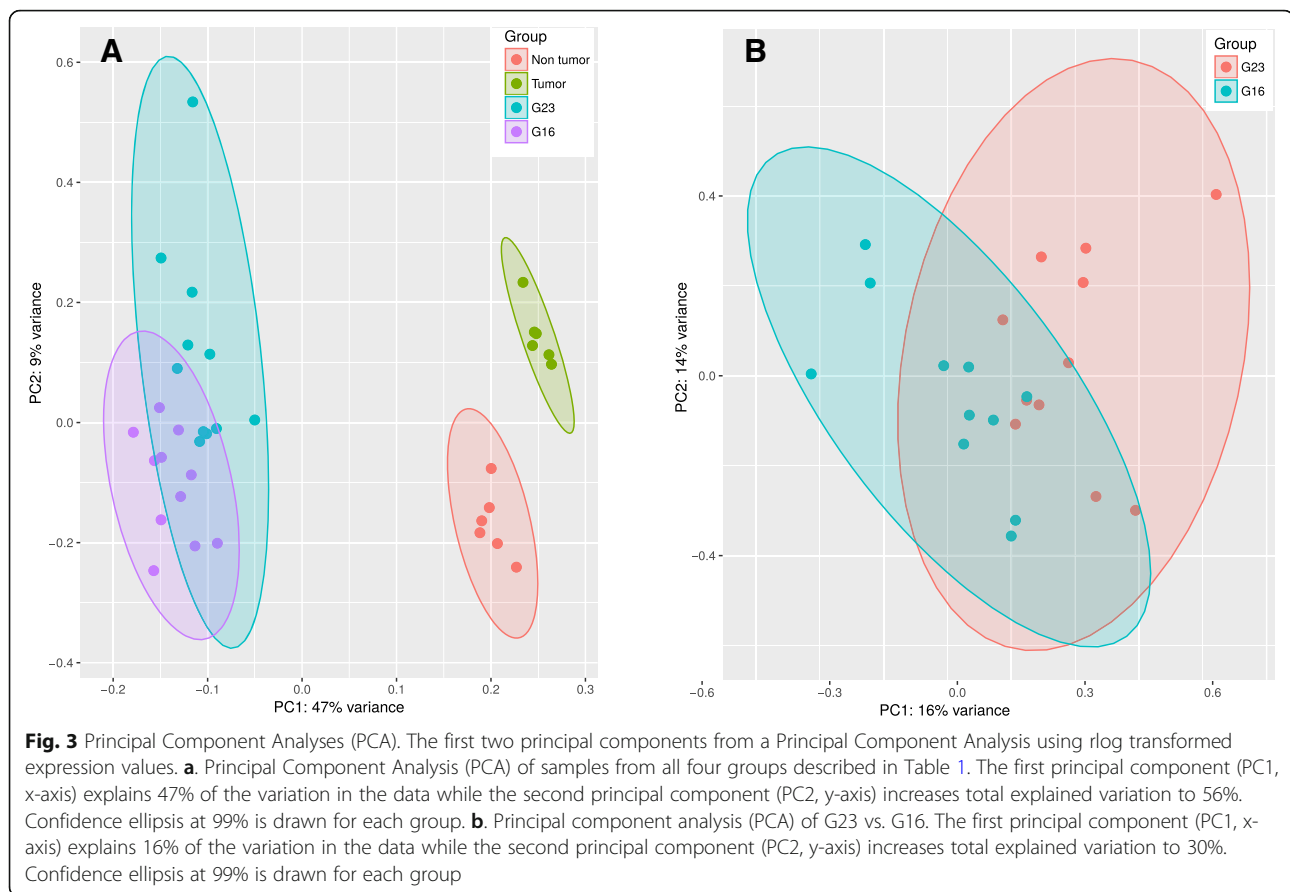 A
Group
Non tumor
Tumor
G23
G16
0.6
0.4
0.2
0.0
−0.2
−0.4
PC2: 9% variance
−0.2
−0.1
0.0
0.1
0.2
0.3
PC1: 47% variance
B
Group
G23
G16
0.4
0.0
−0.4
PC2: 14% variance
−0.6
−0.3
0.0
0.3
0.6
PC1: 16% variance
Fig. 3 Principal Component Analyses (PCA). The first two principal components from a Principal Component Analysis using rlog transformed
expression values. a. Principal Component Analysis (PCA) of samples from all four groups described in Table 1. The first principal component (PC1,
x-axis) explains 47% of the variation in the data while the second principal component (PC2, y-axis) increases total explained variation to 56%.
Confidence ellipsis at 99% is drawn for each group. b. Principal component analysis (PCA) of G23 vs. G16. The first principal component (PC1, x-
axis) explains 16% of the variation in the data while the second principal component (PC2, y-axis) increases total explained variation to 30%.
Confidence ellipsis at 99% is drawn for each group